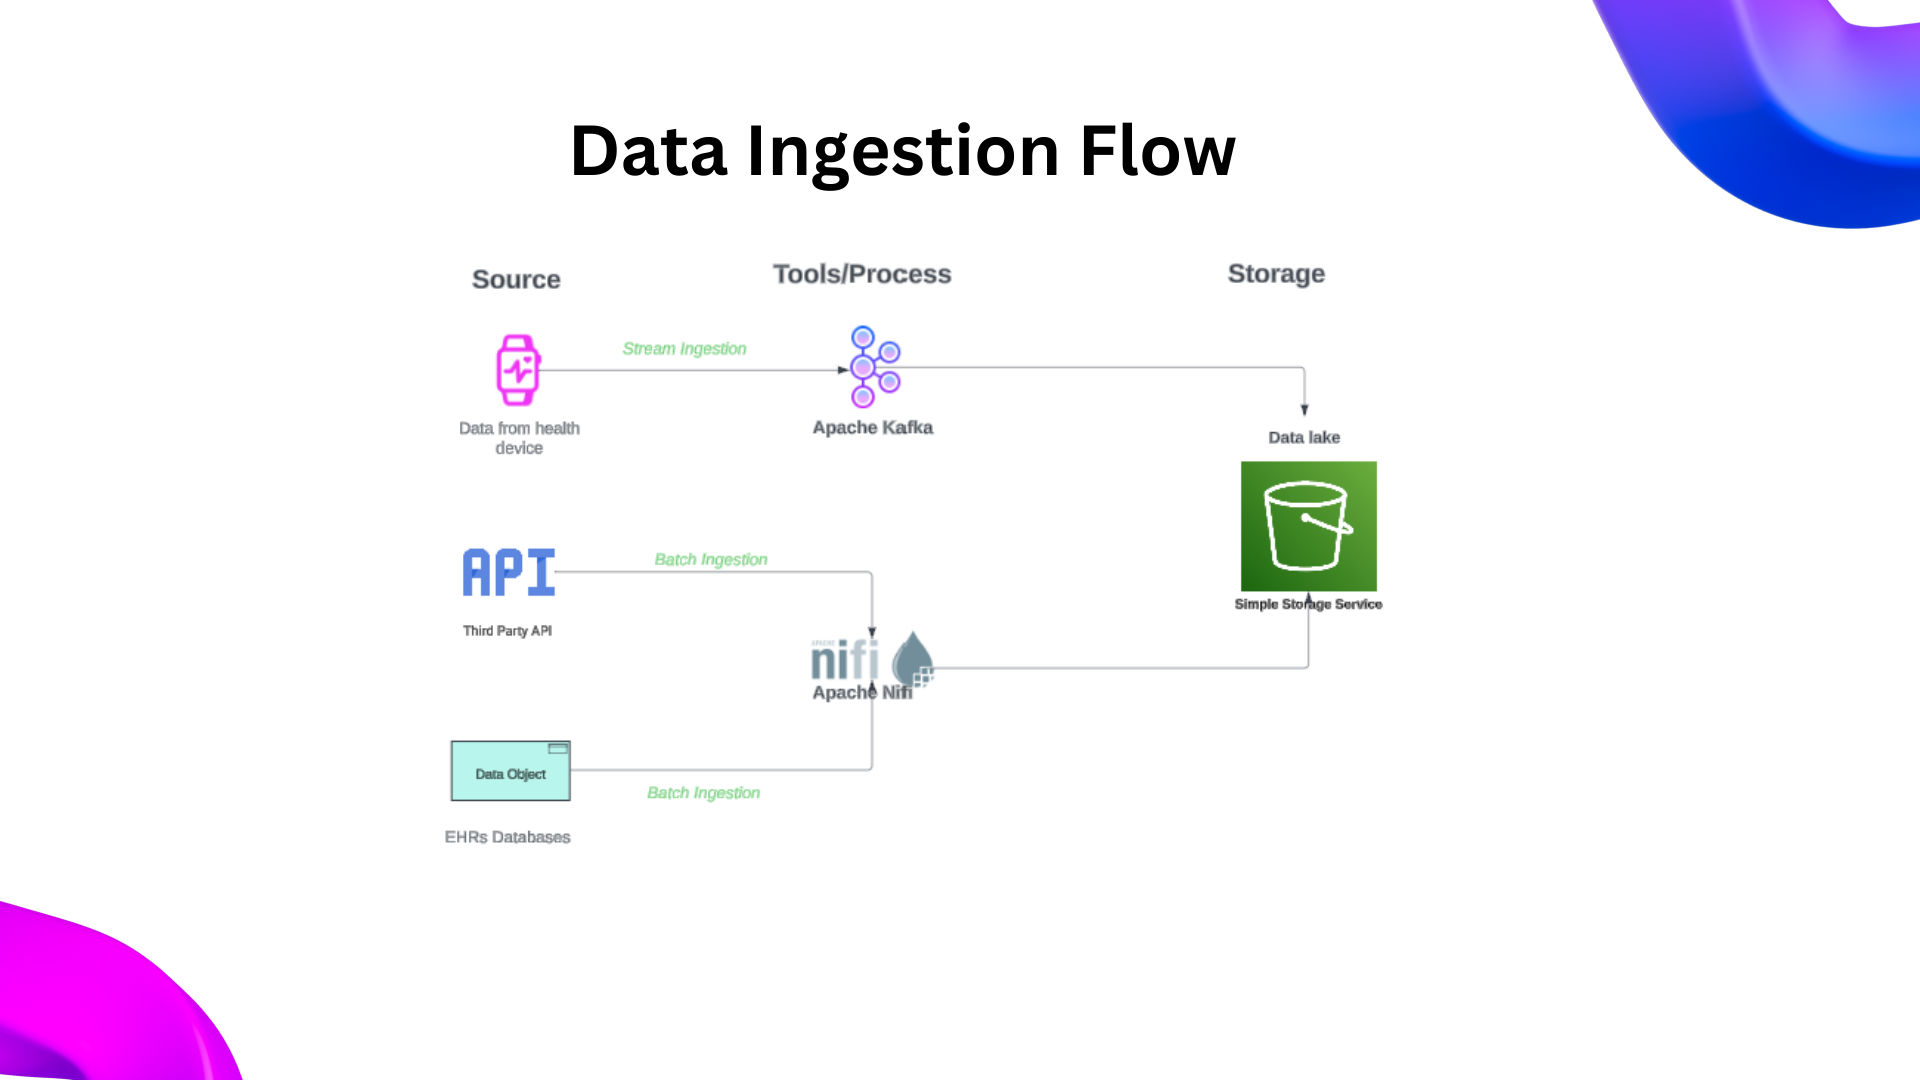 Data Ingestion Flow
Source
Tools/Process
Storage
Stream Ingestion
Data from health
device
Apache Kafka
Data lake
API
Batch Ingestion
Third Party API
Simple Storage Service
APACHE
nifi
Apache Nifi
Data Object
Batch Ingestion
EHRs Databases